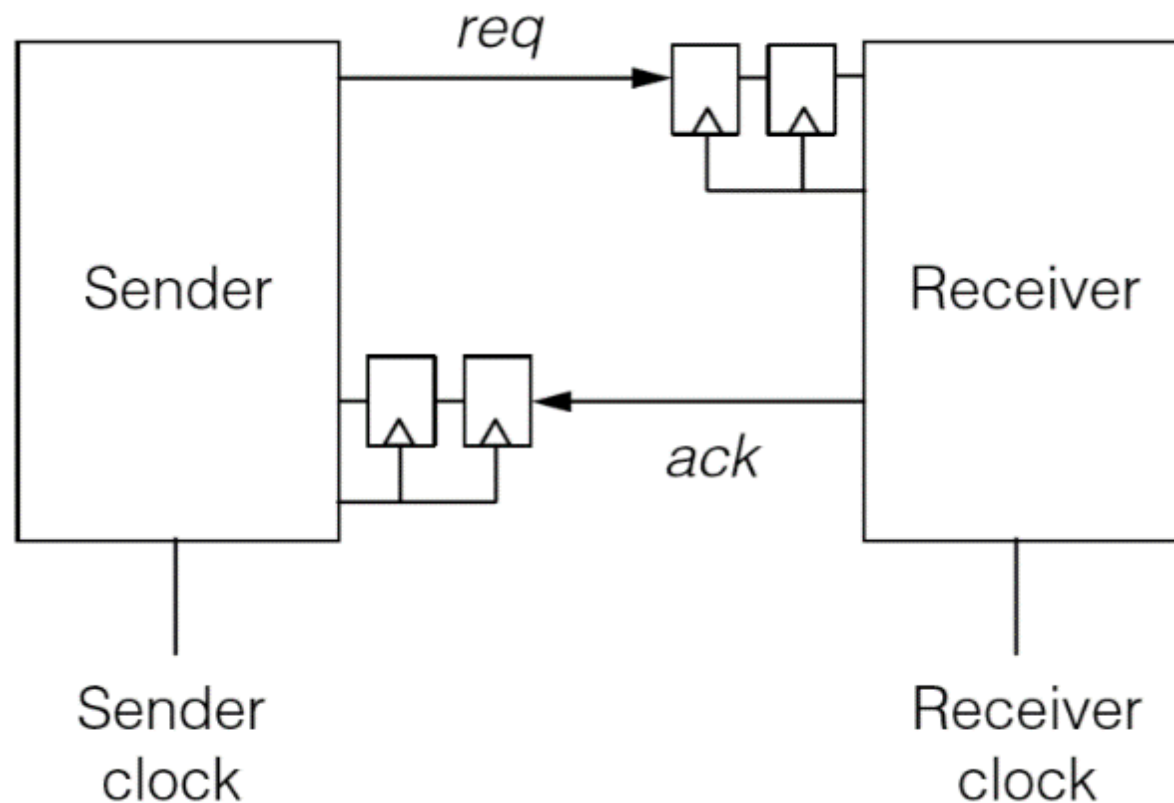 req
Sender
Receiver
ack
Sender
clock
Receiver
clock